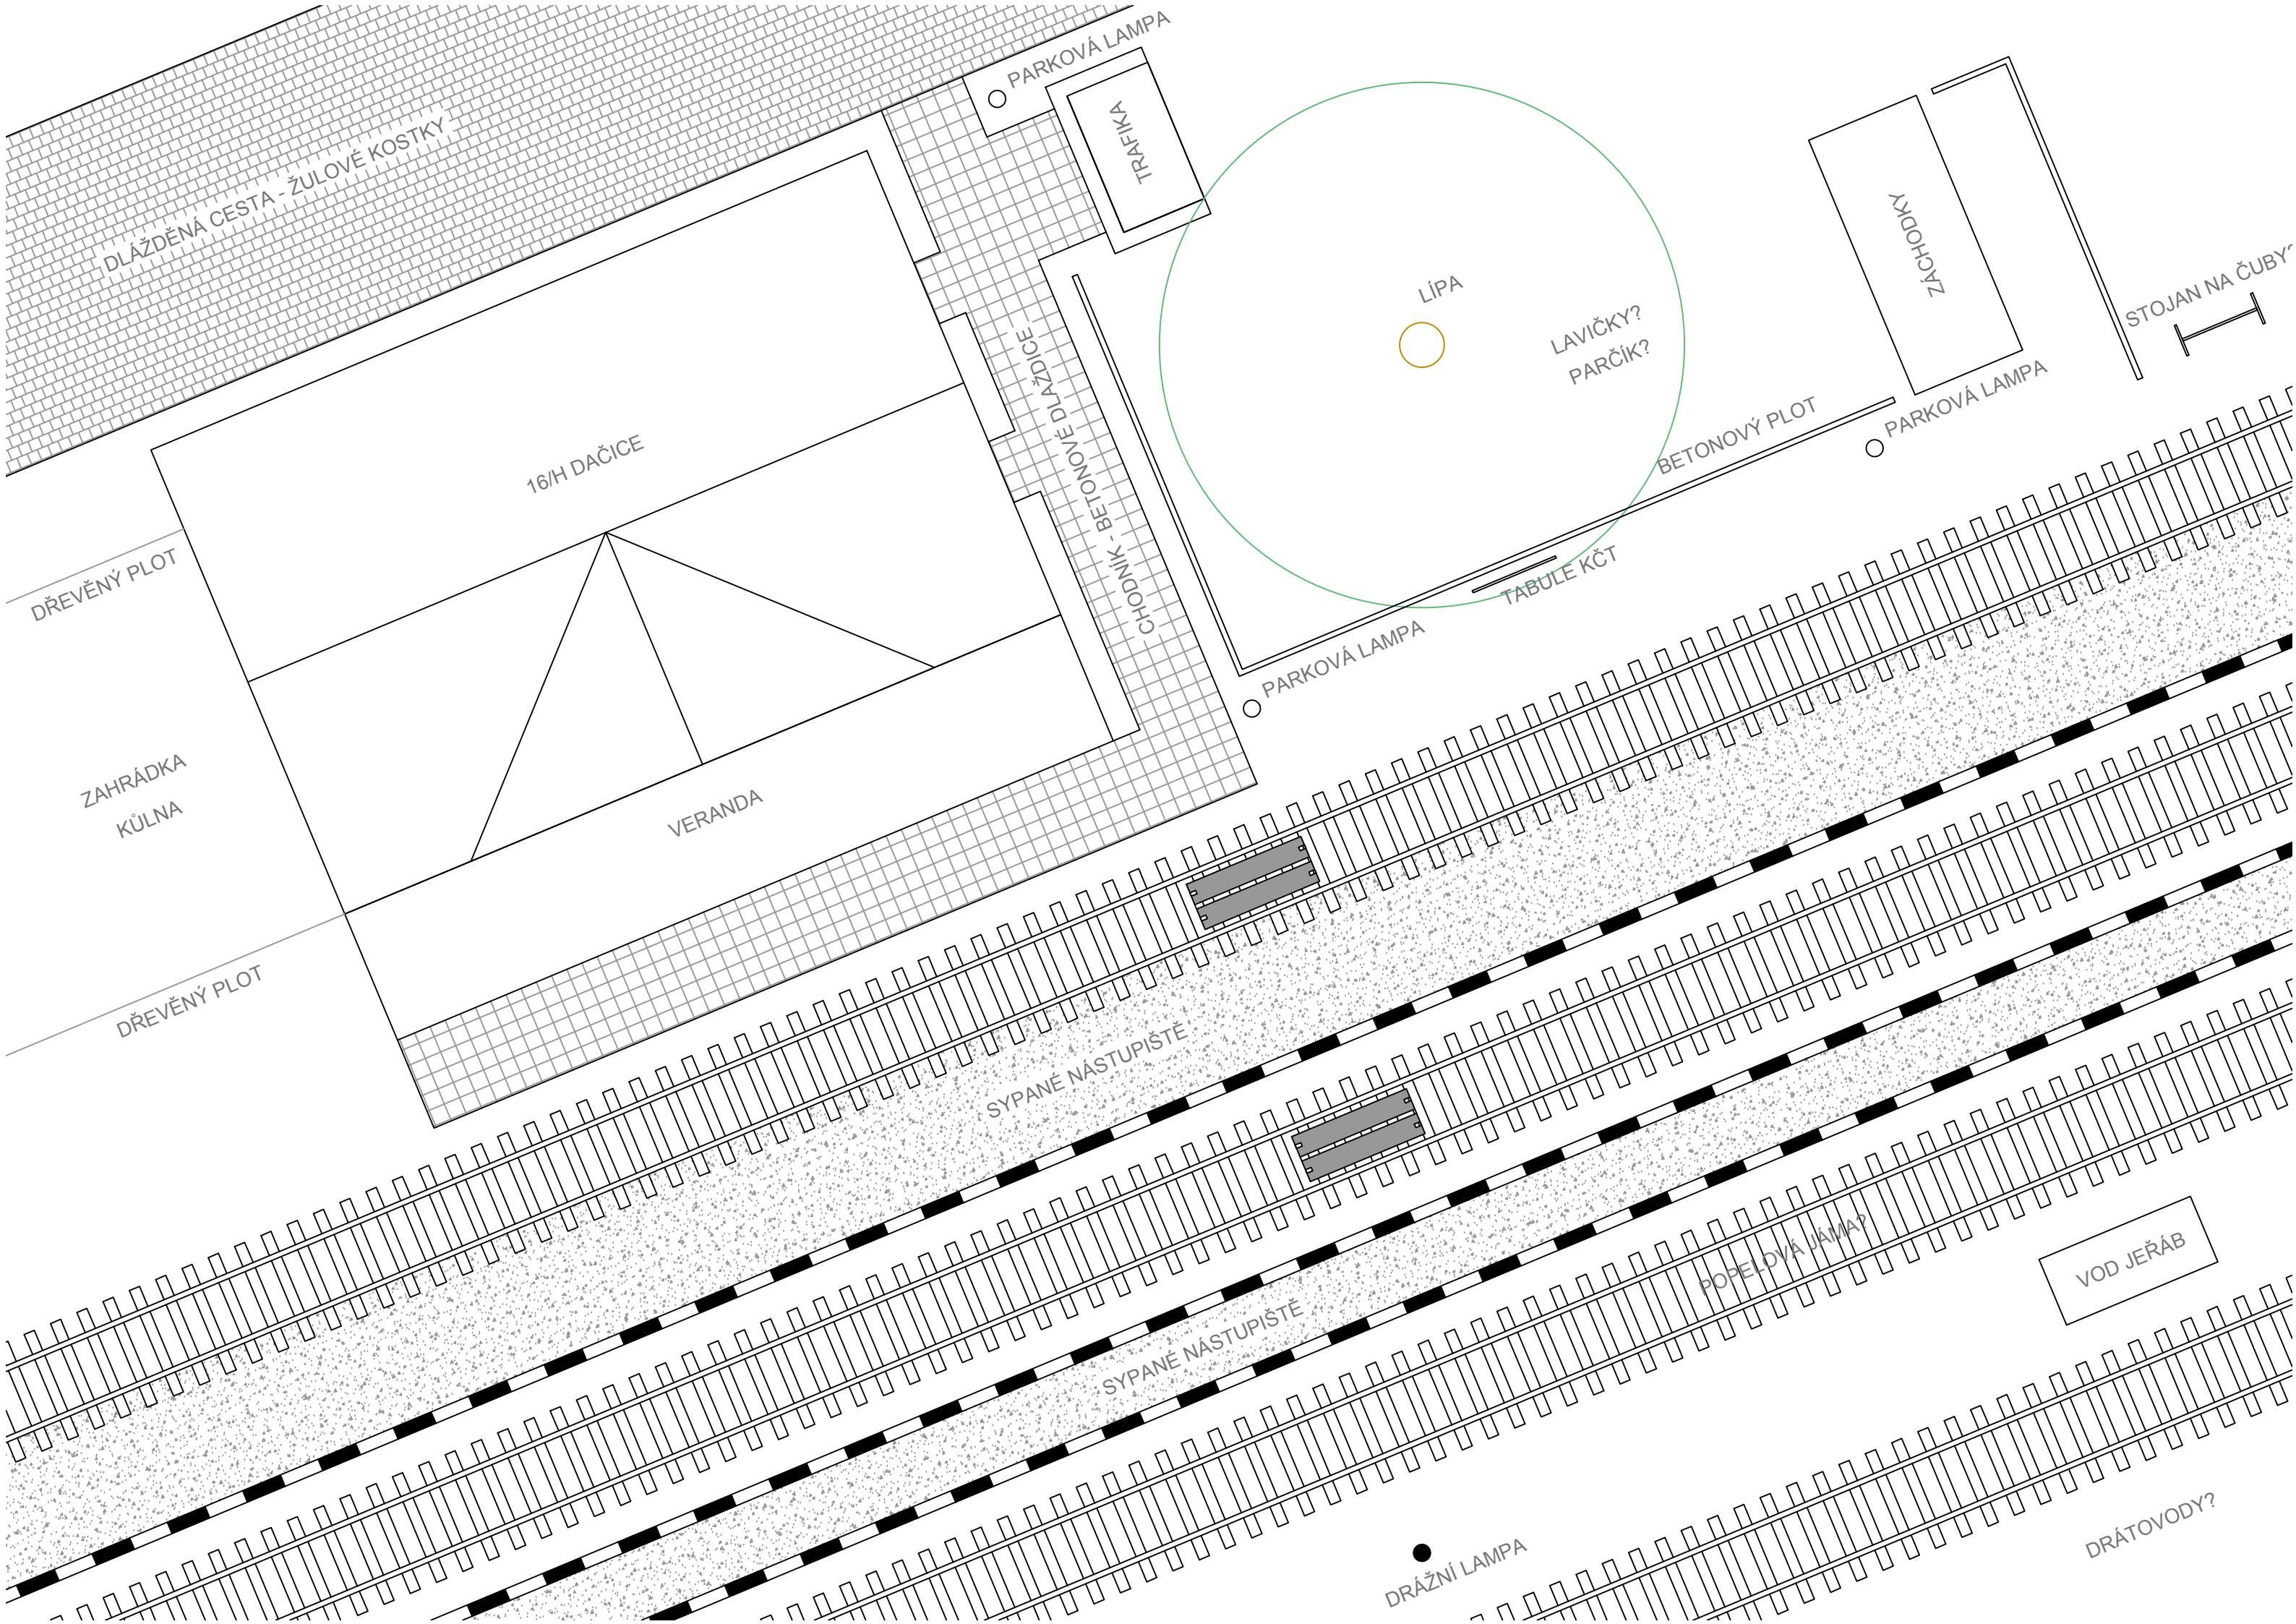 PARKOVÁ LAMPA
DLÁŽDĚNÁ CESTA - ŽULOVÉ KOSTKY
TRAFIKA
ZÁCHODKY
STOJAN NA ČUBY?
LÍPA
LAVIČKY?
PARČÍK?
PARKOVÁ LAMPA
BETONOVÝ PLOT
16/H DAČICE
CHODNÍK - BETONOVÉ DLAŽDICE
DŘEVĚNÝ PLOT
TABULE KČT
PARKOVÁ LAMPA
ZAHRÁDKA
KŮLNA
VERANDA
DŘEVĚNÝ PLOT
SYPANÉ NÁSTUPIŠTĚ
POPELOVÁ JÁMA?
VOD JEŘÁB
SYPANÉ NÁSTUPIŠTĚ
DRÁTOVODY?
DRÁŽNÍ LAMPA